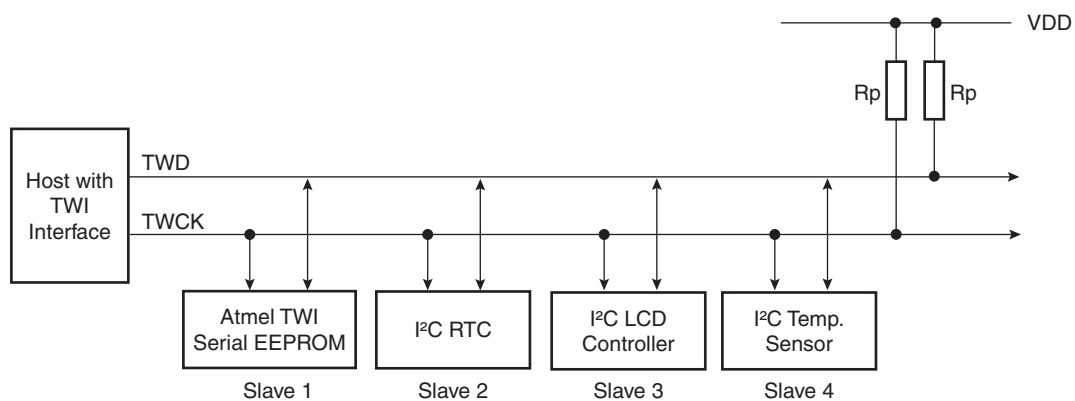 VDD
Rp
Rp
Host with
TWI
Interface
TWD
TWCK
Atmel TWI
Serial EEPROM
Slave 1
I²C RTC
Slave 2
I²C LCD
Controller
Slave 3
I²C Temp.
Sensor
Slave 4